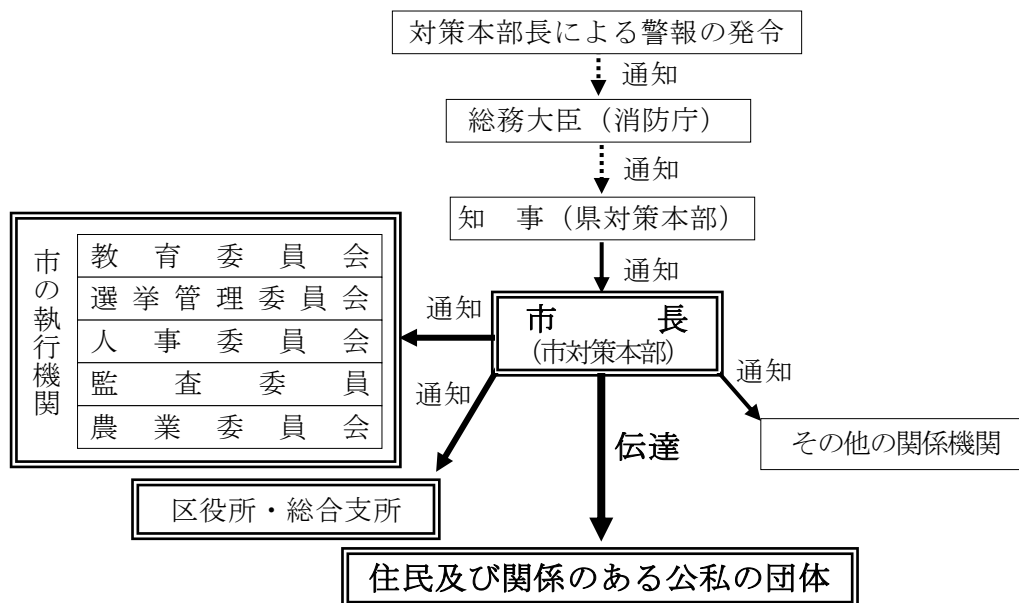 対策本部長による警報の発令
通知
総務大臣（消防庁）
通知
知　事（県対策本部）
通知
市の執行機関
教育委員会
選挙管理委員会
人事委員会
監査委員
農業委員会
通知
市　　長
（市対策本部）
通知
通知
伝達
その他の関係機関
区役所・総合支所
住民及び関係のある公私の団体